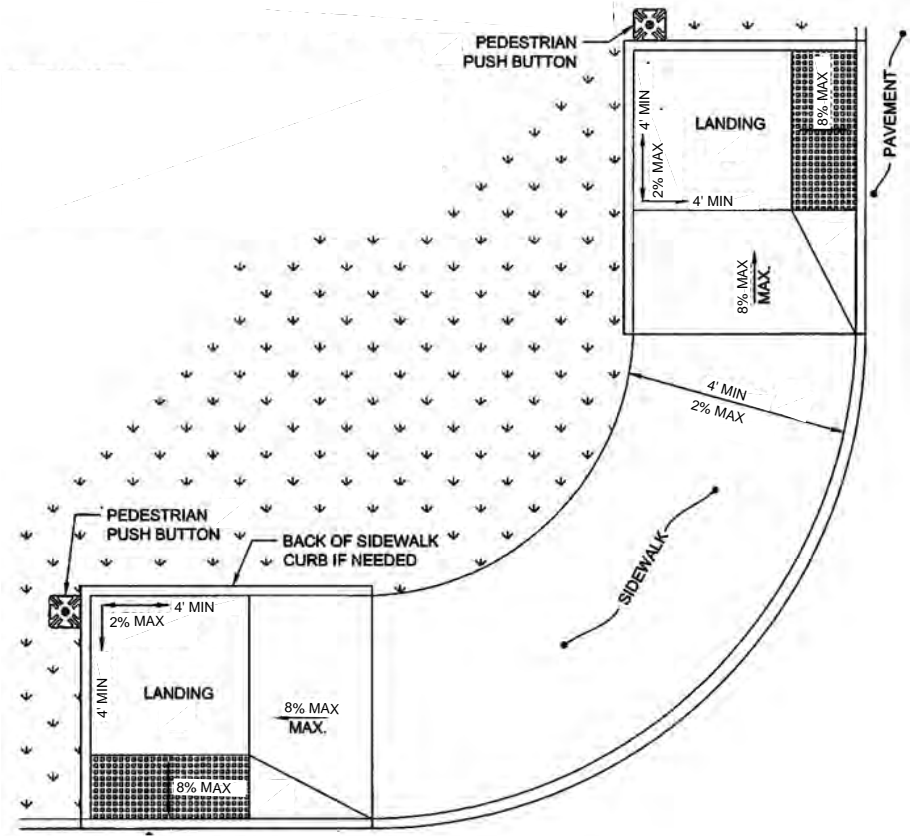 PEDESTRIAN
PUSH BUTTON
4' MIN
2% MAX
4' MIN
LANDING
8% MAX
PAVEMENT
8% MAX
MAX.
4' MIN
2% MAX
SIDEWALK
PEDESTRIAN
PUSH BUTTON
BACK OF SIDEWALK
CURB IF NEEDED
4' MIN
2% MAX
4' MIN
LANDING
8% MAX
MAX.
8% MAX